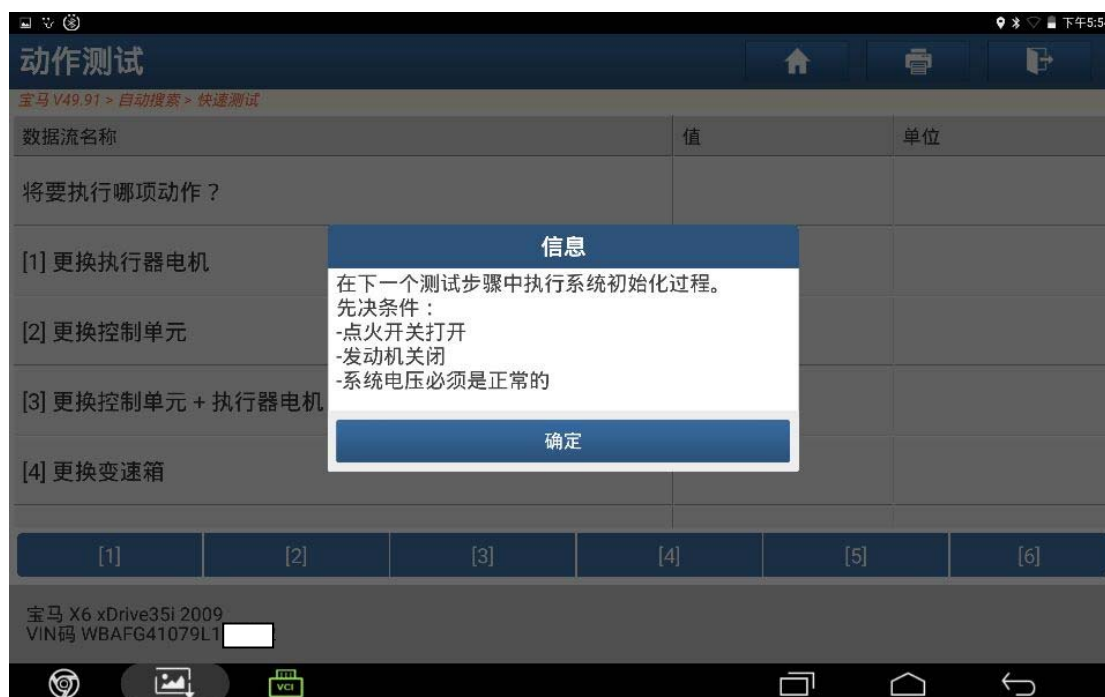 下午5:5
动作测试
宝马 V49.91 > 自动搜索 > 快速测试
数据流名称 值 单位
将要执行哪项动作？
[1] 更换执行器电机
[2] 更换控制单元
[3] 更换控制单元 + 执行器电机
[4] 更换变速箱
信息
在下一个测试步骤中执行系统初始化过程。
先决条件：
-点火开关打开
-发动机关闭
-系统电压必须是正常的
确定
[1] [2] [3] [4] [5] [6]
宝马 X6 xDrive35i 2009
VIN码 WBAFG41079L1
VCI